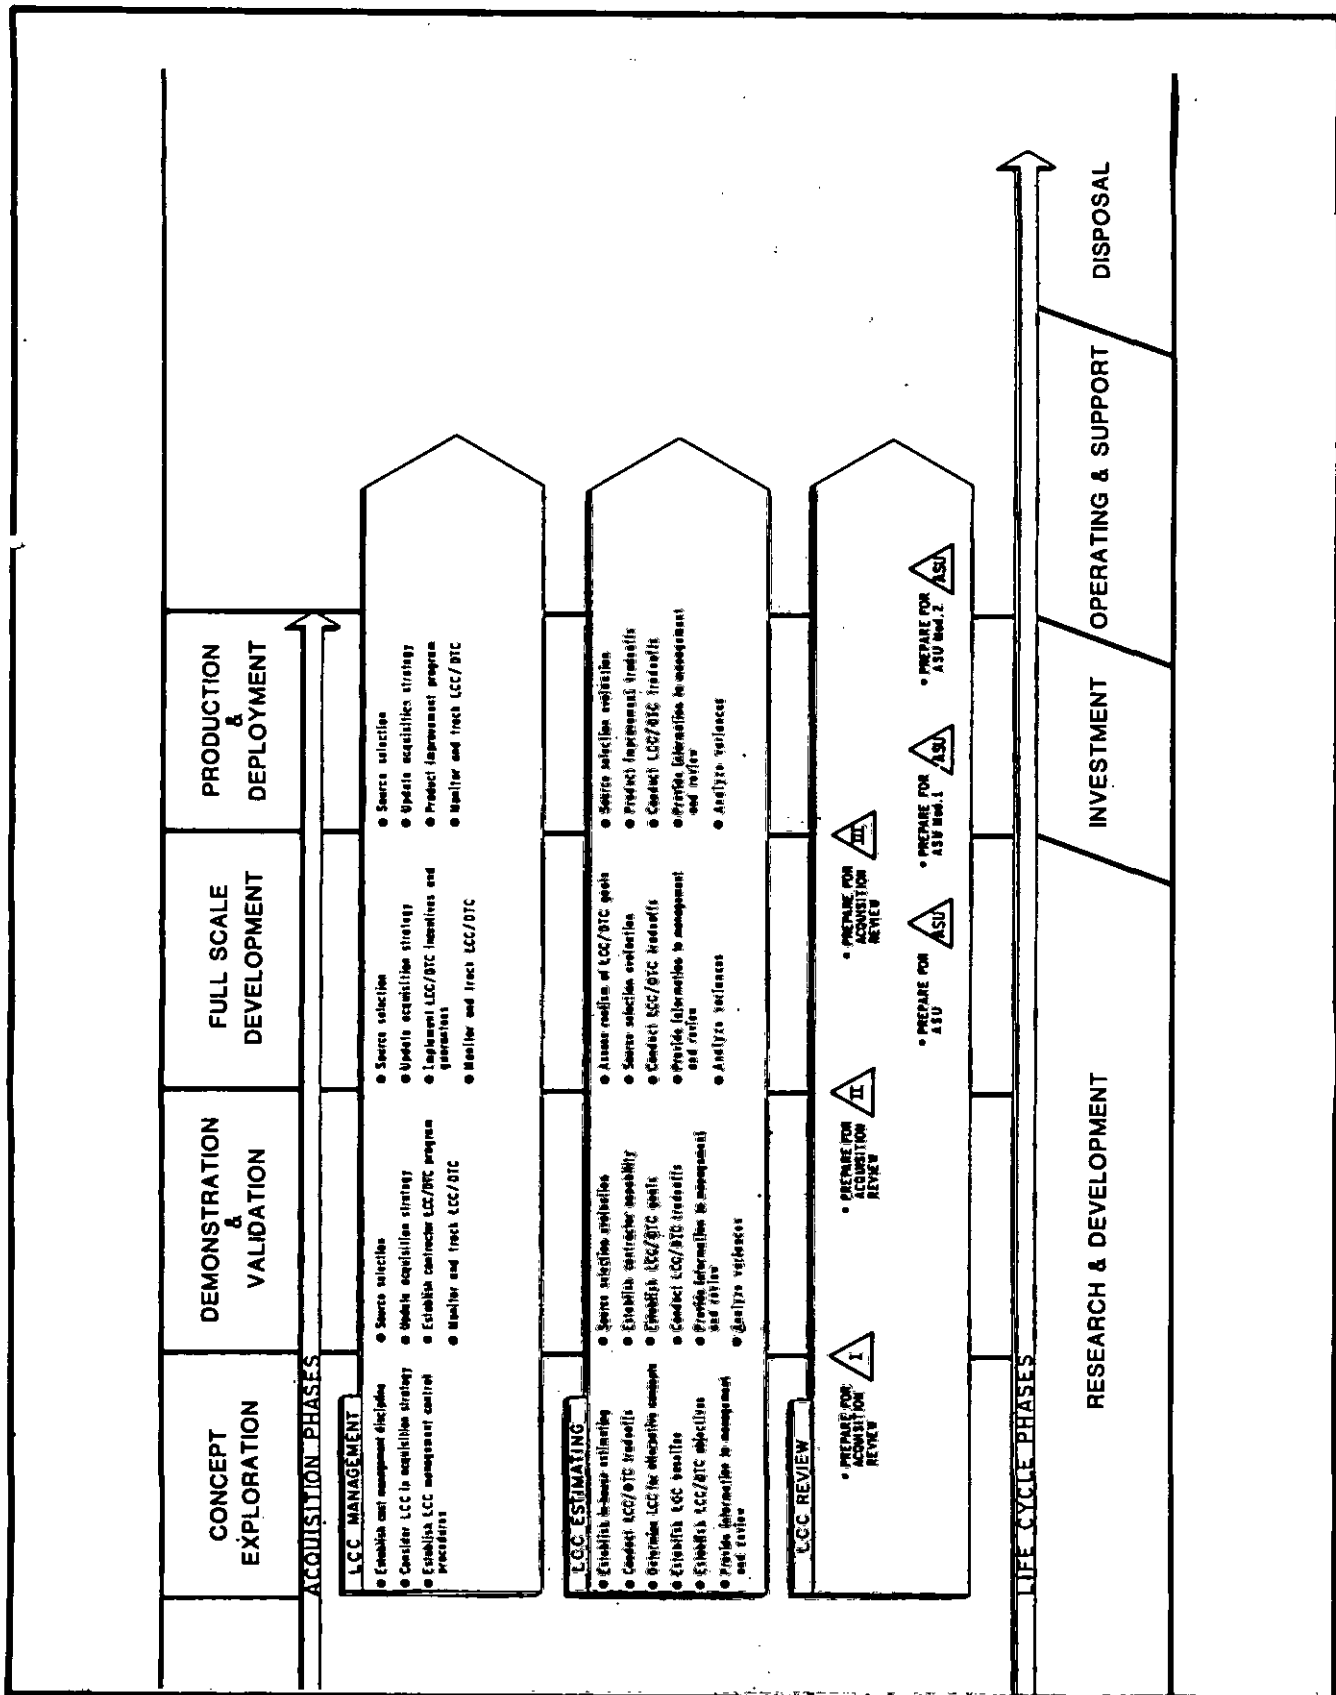 CONCEPT
EXPLORATION
DEMONSTRATION
&
VALIDATION
FULL SCALE
DEVELOPMENT
PRODUCTION
&
DEPLOYMENT
ACQUISITION PHASES
LCC MANAGEMENT
● Establish cost management discipline
● Consider LCC in acquisition strategy
● Establish LCC management control
procedures
● Source selection
● Update acquisition strategy
● Establish contractor LCC/DTC program
● Monitor and track LCC/DTC
● Source selection
● Update acquisition strategy
● Implement LCC/DTC incentives and
guarantees
● Monitor and track LCC/DTC
● Source selection
● Update acquisition strategy
● Product improvement program
● Monitor and track LCC/DTC
LCC ESTIMATING
● Establish in-house estimating
● Conduct LCC/DTC tradeoffs
● Determine LCC for alternative concepts
● Establish LCC baseline
● Establish LCC/DTC objectives
● Provide information to management
and review
● Source selection evaluation
● Establish contractor capability
● Establish LCC/DTC goals
● Conduct LCC/DTC tradeoffs
● Provide information to management
and review
● Analyze variances
● Assess realism of LCC/DTC goals
● Source selection evaluation
● Conduct LCC/DTC tradeoffs
● Provide information to management
and review
● Analyze variances
● Source selection evaluation
● Product improvement tradeoffs
● Conduct LCC/DTC tradeoffs
● Provide information to management
and review
● Analyze variances
LCC REVIEW
• PREPARE FOR
ACQUISITION
REVIEW
I
• PREPARE FOR
ACQUISITION
REVIEW
II
• PREPARE FOR
ACQUISITION
REVIEW
III
• PREPARE FOR
ASU
ASU
• PREPARE FOR
ASU Mod.1
ASU
• PREPARE FOR
ASU Mod.2
ASU
LIFE CYCLE PHASES
RESEARCH & DEVELOPMENT
INVESTMENT
OPERATING & SUPPORT
DISPOSAL